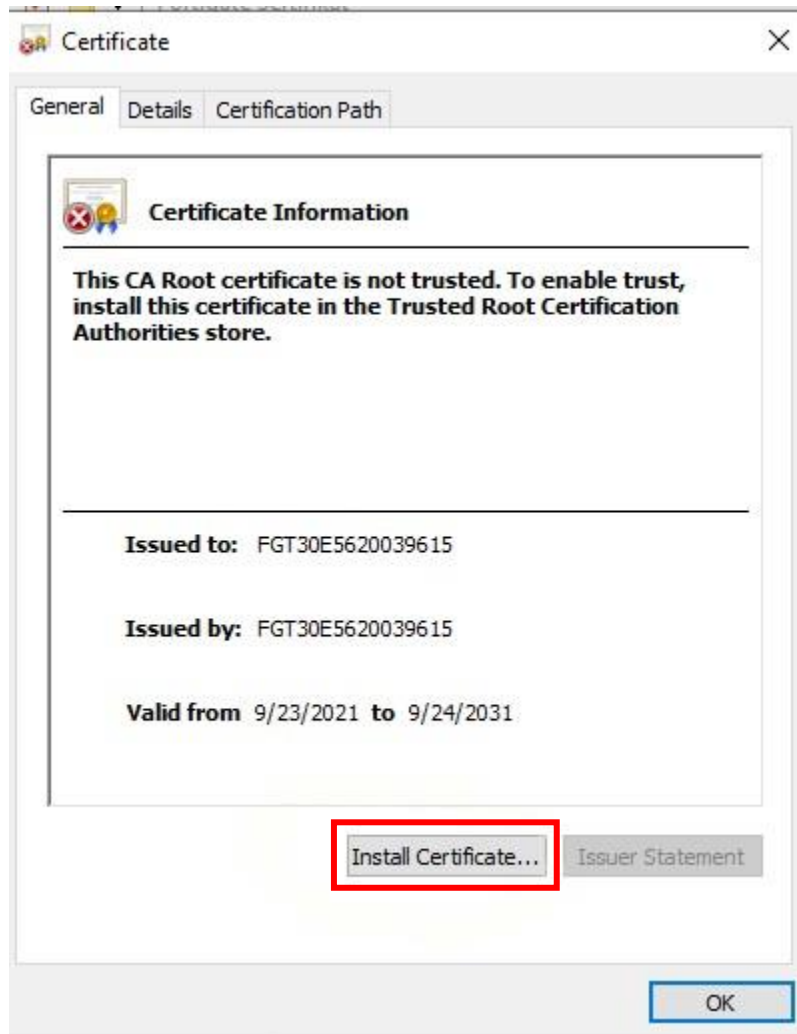 Certificate
General Details Certification Path
Certificate Information
This CA Root certificate is not trusted. To enable trust,
install this certificate in the Trusted Root Certification
Authorities store.
Issued to: FGT30E5620039615
Issued by: FGT30E5620039615
Valid from 9/23/2021 to 9/24/2031
Install Certificate... Issuer Statement
OK